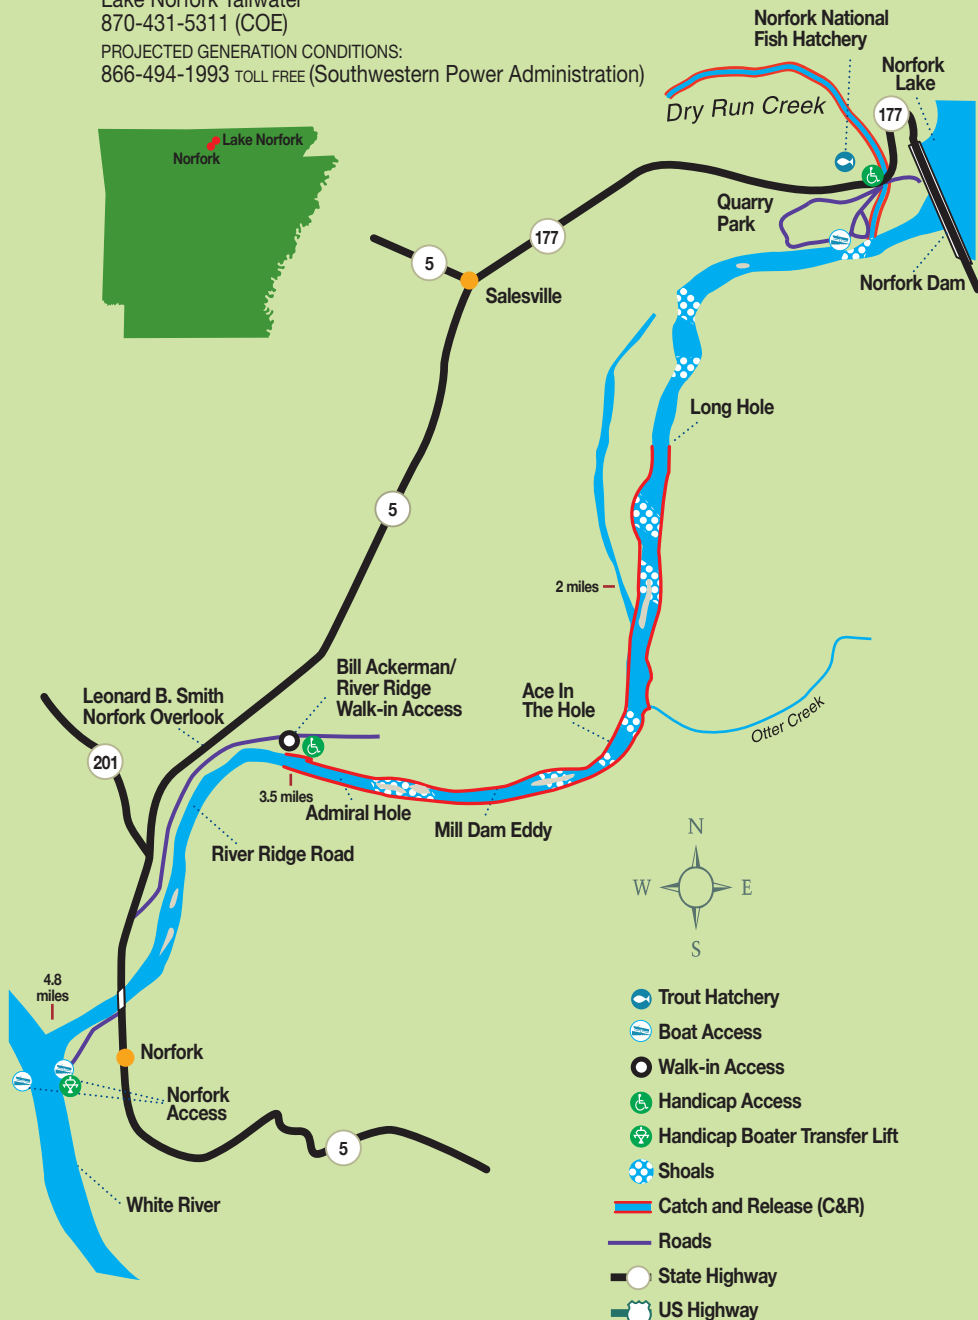 Lake Norfork Tailwater
870-431-5311 (COE)
PROJECTED GENERATION CONDITIONS:
866-494-1993 TOLL FREE (Southwestern Power Administration)
Norfork National
Fish Hatchery
Norfork
Lake
Dry Run Creek
177
Lake Norfork
Norfork
Quarry
Park
177
5
Norfork Dam
Salesville
Long Hole
5
2 miles
Bill Ackerman/
River Ridge
Walk-in Access
Leonard B. Smith
Norfork Overlook
Ace In
The Hole
Otter Creek
201
3.5 miles
Admiral Hole
Mill Dam Eddy
River Ridge Road
N
W
E
S
4.8
miles
Norfork
Norfork
Access
5
White River
Trout Hatchery
Boat Access
Walk-in Access
Handicap Access
Handicap Boater Transfer Lift
Shoals
Catch and Release (C&R)
Roads
State Highway
US Highway